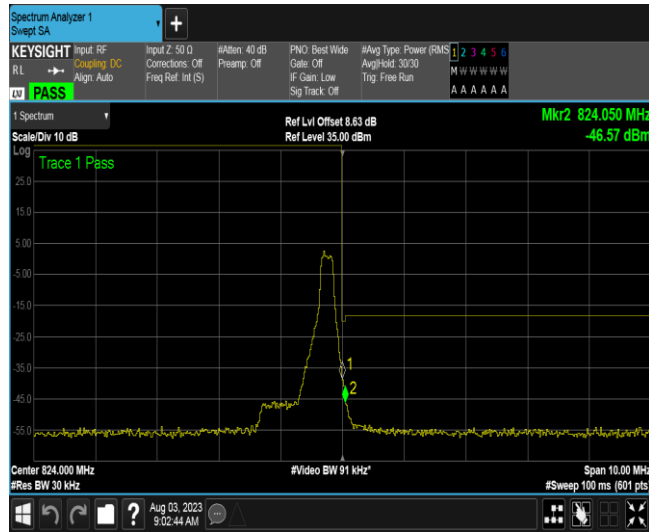 Spectrum Analyzer 1
Swept SA
KEYSIGHT
RL
LXI PASS
Input: RF
Coupling: DC
Align: Auto
Input Z: 50 Ω
Corrections: Off
Freq Ref: Int (S)
#Atten: 40 dB
Preamp: Off
PNO: Best Wide
Gate: Off
IF Gain: Low
Sig Track: Off
#Avg Type: Power (RMS
Avg|Hold: 30/30
Trig: Free Run
1 2 3 4 5 6
M W W W W W
A A A A A A
1 Spectrum
Scale/Div 10 dB
Ref Lvl Offset 8.63 dB
Ref Level 35.00 dBm
Mkr2 824.050 MHz
-46.57 dBm
Log
Trace 1 Pass
25.0
15.0
5.00
-5.00
-15.0
-25.0
-35.0
-45.0
-55.0
1
2
Center 824.000 MHz
#Res BW 30 kHz
#Video BW 91 kHz*
Span 10.00 MHz
#Sweep 100 ms (601 pts)
?
Aug 03, 2023
9:02:44 AM